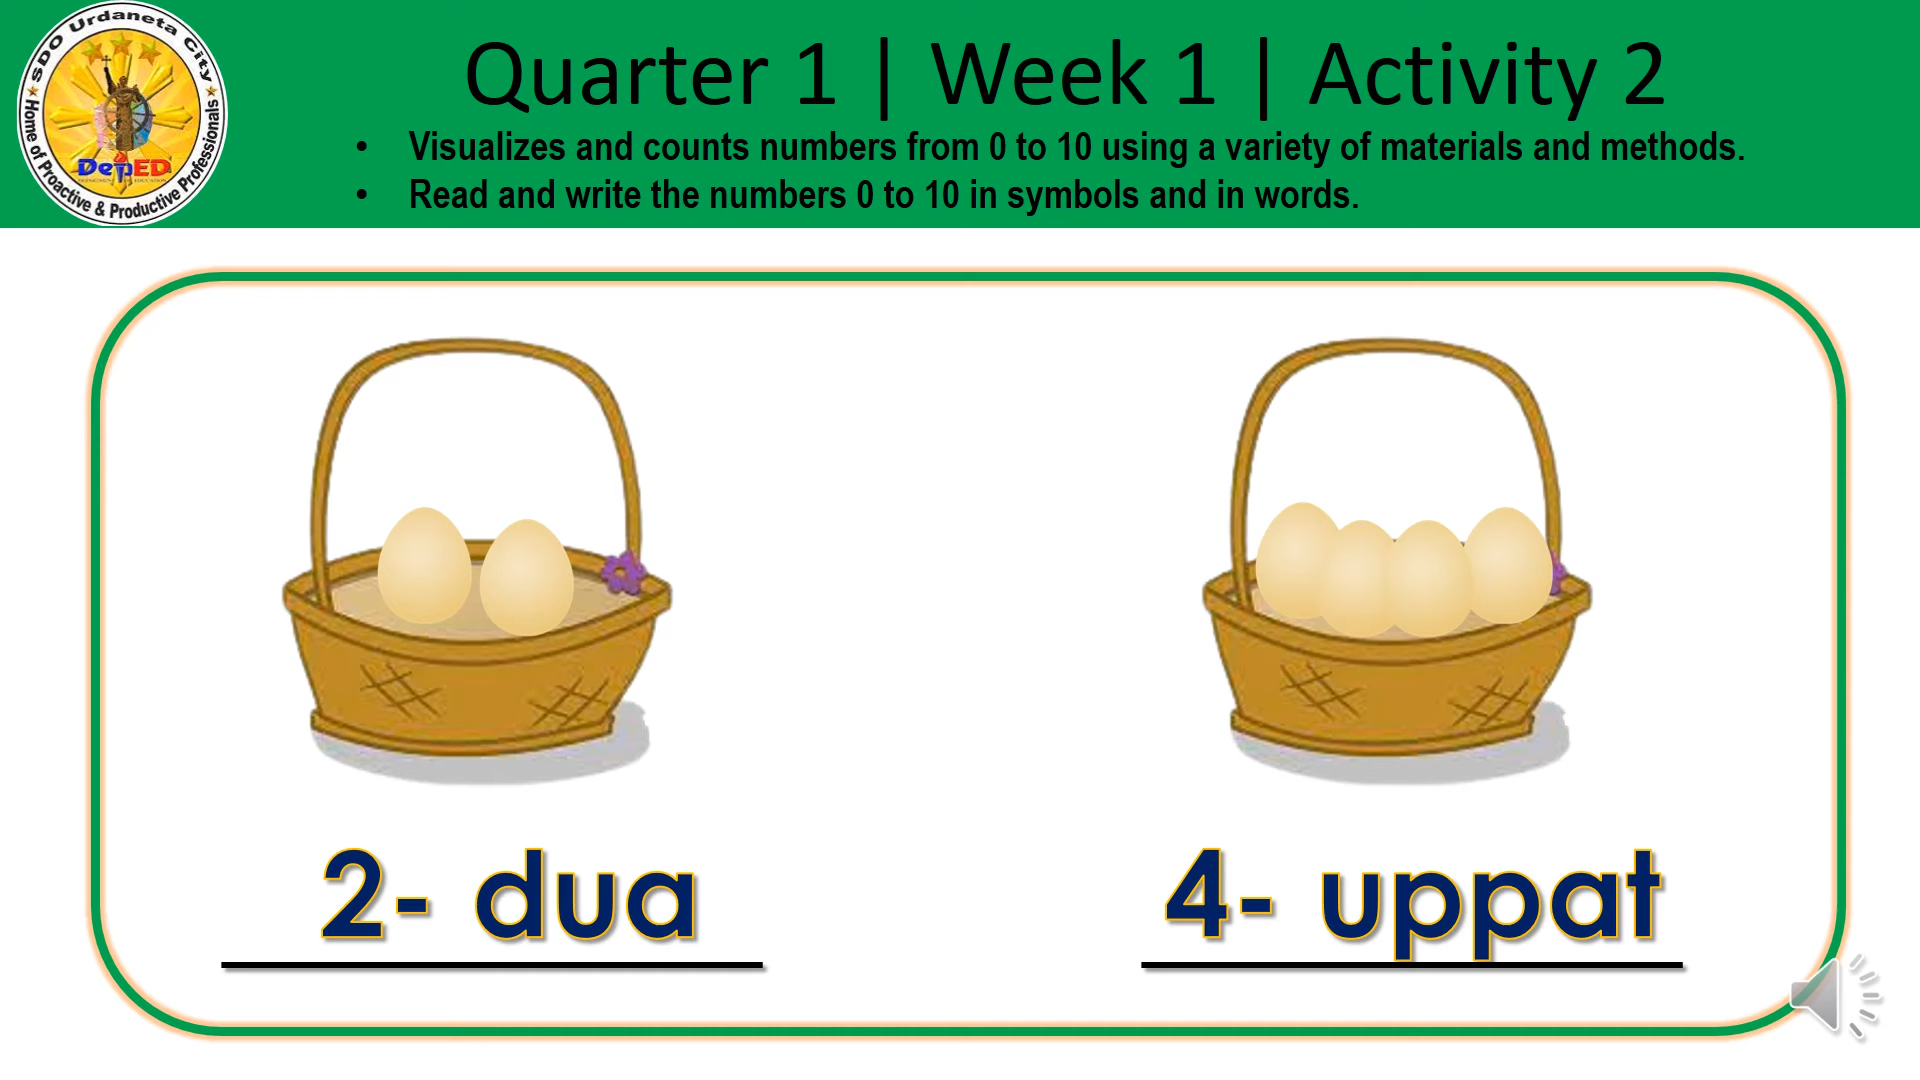 SDO Urdaneta City
Home of Proactive & Productive Professionals
DepED
Quarter 1 | Week 1 | Activity 2
• Visualizes and counts numbers from 0 to 10 using a variety of materials and methods.
• Read and write the numbers 0 to 10 in symbols and in words.
2- dua
4- uppat